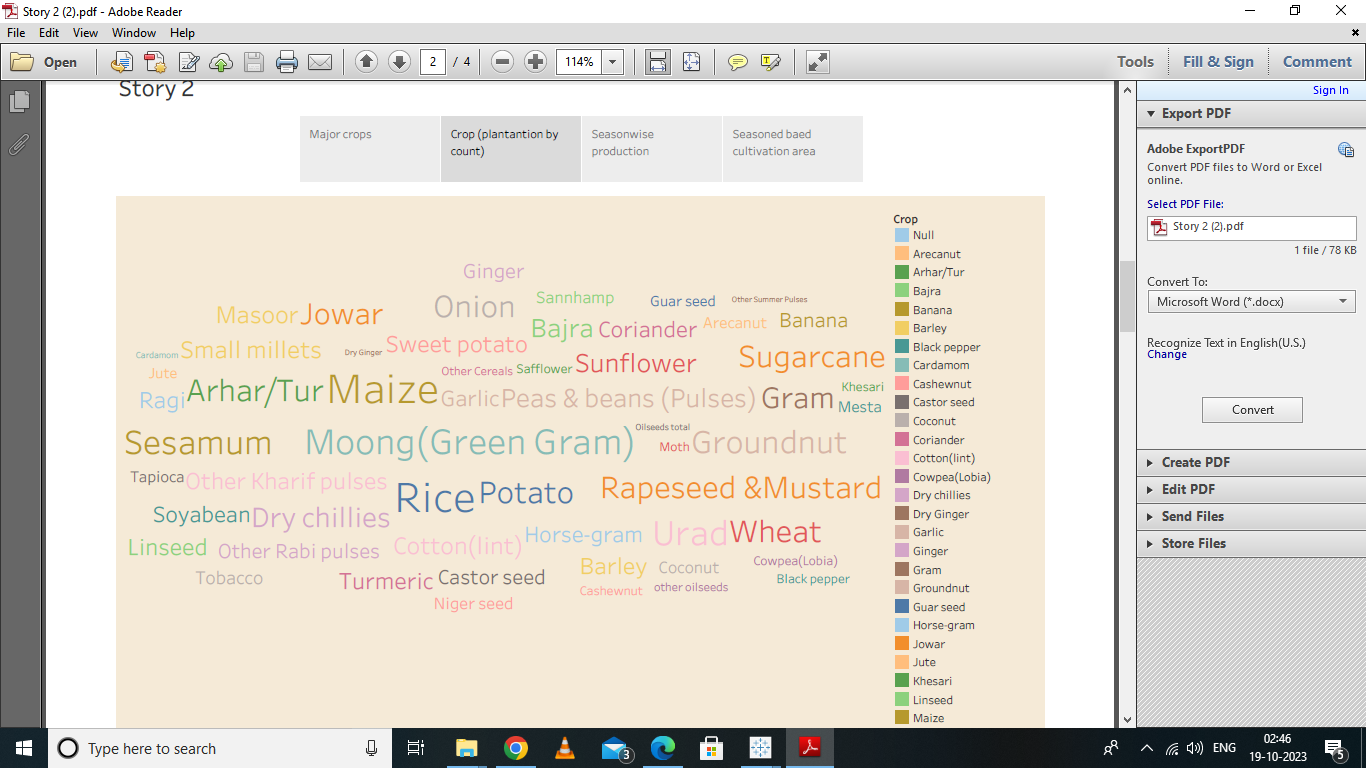 Story 2 (2).pdf - Adobe Reader
File Edit View Window Help
Open 2 / 4 114% Tools Fill & Sign Comment
Sign In
Story 2
Major crops
Crop (plantantion by count)
Seasonwise production
Seasoned baed cultivation area
Ginger
Onion Sannhamp Guar seed Other Summer Pulses
Masoor Jowar Bajra Coriander Arecanut Banana
Cardamom Small millets Dry Ginger Sweet potato Sunflower Sugarcane
Jute Other Cereals Safflower
Ragi Arhar/Tur Maize Garlic Peas & beans (Pulses) Gram Khesari
Mesta
Sesamum Moong(Green Gram) Oilseeds total Moth Groundnut
Tapioca Other Kharif pulses Rice Potato Rapeseed &Mustard
Soyabean Dry chillies Horse-gram Urad Wheat
Linseed Other Rabi pulses Cotton(lint) Barley Coconut Cowpea(Lobia)
Tobacco Turmeric Castor seed Cashewnut other oilseeds Black pepper
Niger seed
Crop
Null
Arecanut
Arhar/Tur
Bajra
Banana
Barley
Black pepper
Cardamom
Cashewnut
Castor seed
Coconut
Coriander
Cotton(lint)
Cowpea(Lobia)
Dry chillies
Dry Ginger
Garlic
Ginger
Gram
Groundnut
Guar seed
Horse-gram
Jowar
Jute
Khesari
Linseed
Maize
Export PDF
Adobe ExportPDF
Convert PDF files to Word or Excel
online.
Select PDF File:
Story 2 (2).pdf
1 file / 78 KB
Convert To:
Microsoft Word (*.docx)
Recognize Text in English(U.S.)
Change
Convert
Create PDF
Edit PDF
Send Files
Store Files
Type here to search
3
ENG
02:46
19-10-2023
5